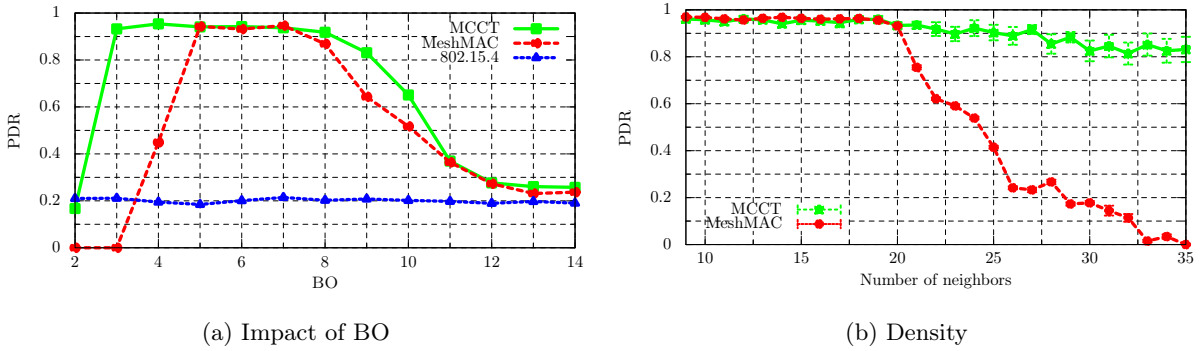 1
0.8
0.6
0.4
0.2
0
PDR
2 4 6 8 10 12 14
BO
MCCT
MeshMAC
802.15.4
(a) Impact of BO
1
0.8
0.6
0.4
0.2
0
PDR
10 15 20 25 30 35
Number of neighbors
MCCT
MeshMAC
(b) Density